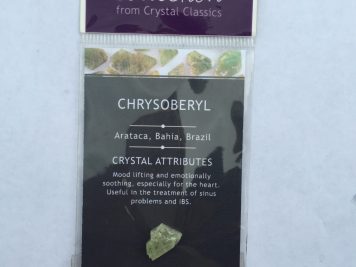 from Crystal Classics
CHRYSOBERYL
Arataca, Bahia, Brazil
CRYSTAL ATTRIBUTES
Mood lifting and emotionally
soothing, especially for the heart.
Useful in the treatment of sinus
problems and IBS.